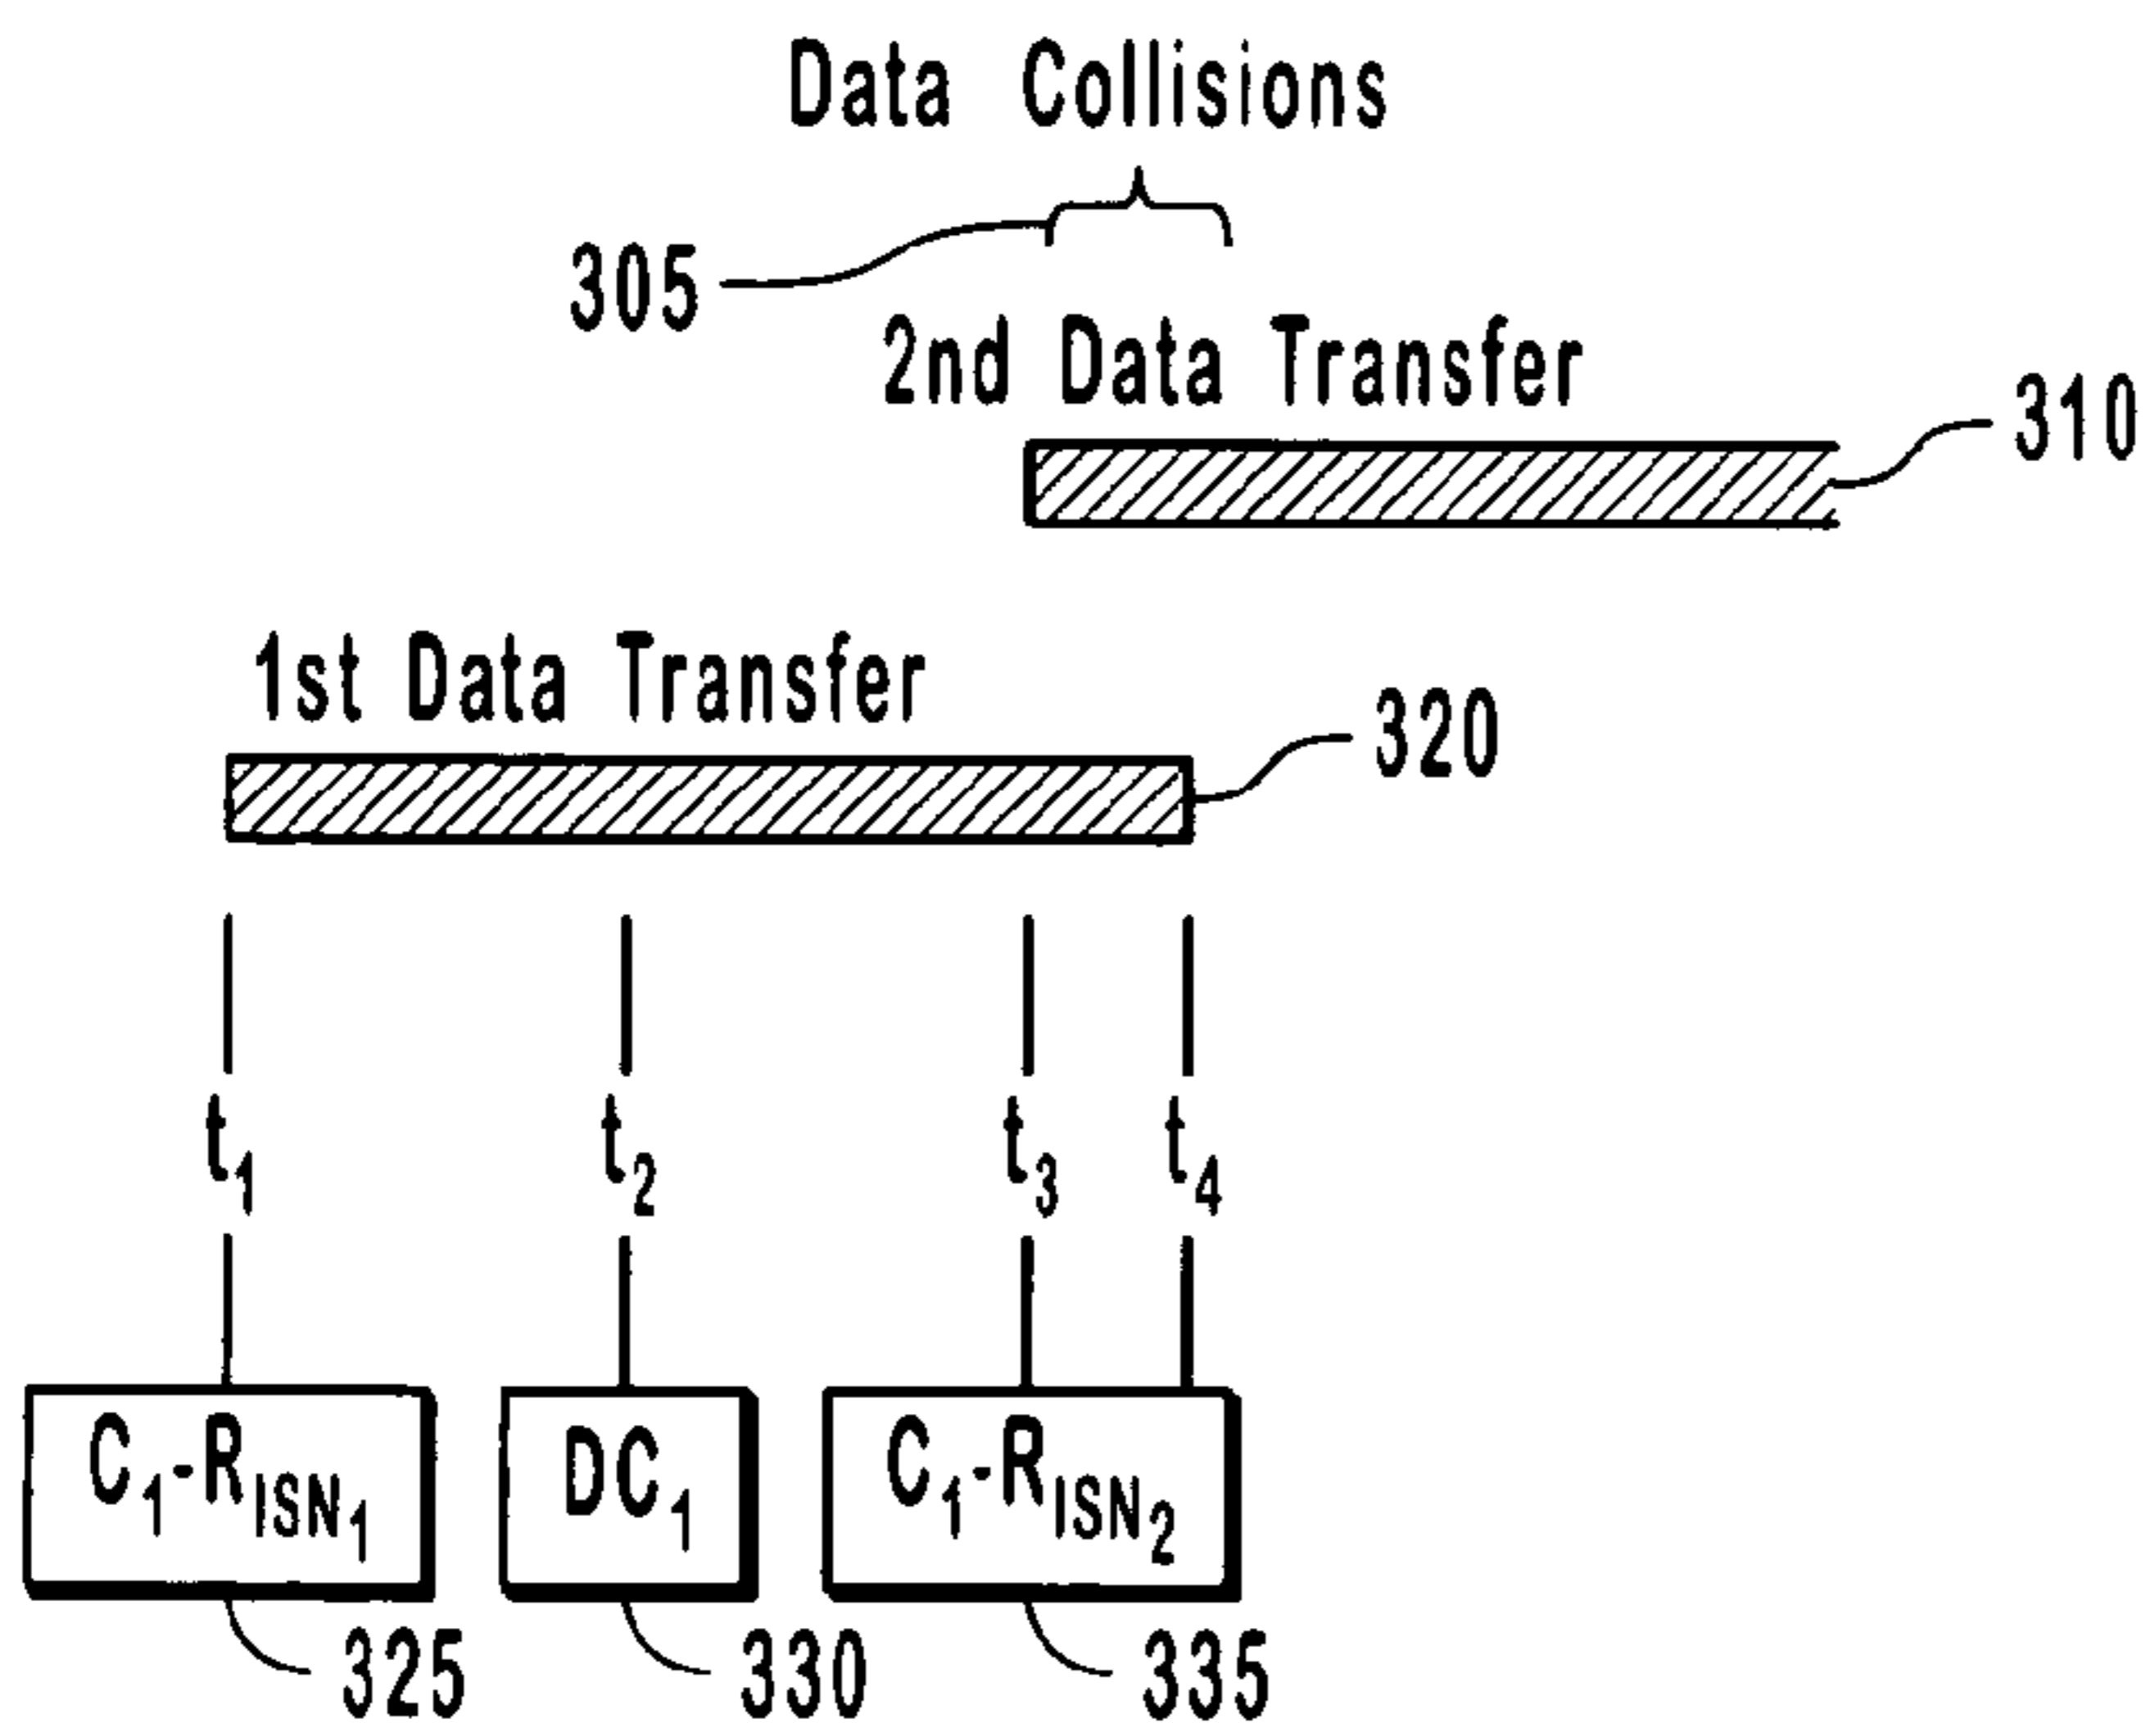 Data Collisions
305
2nd Data Transfer
310
1st Data Transfer
320
t1 t2 t3 t4
C1-RISN1 DC1 C1-RISN2
325 330 335